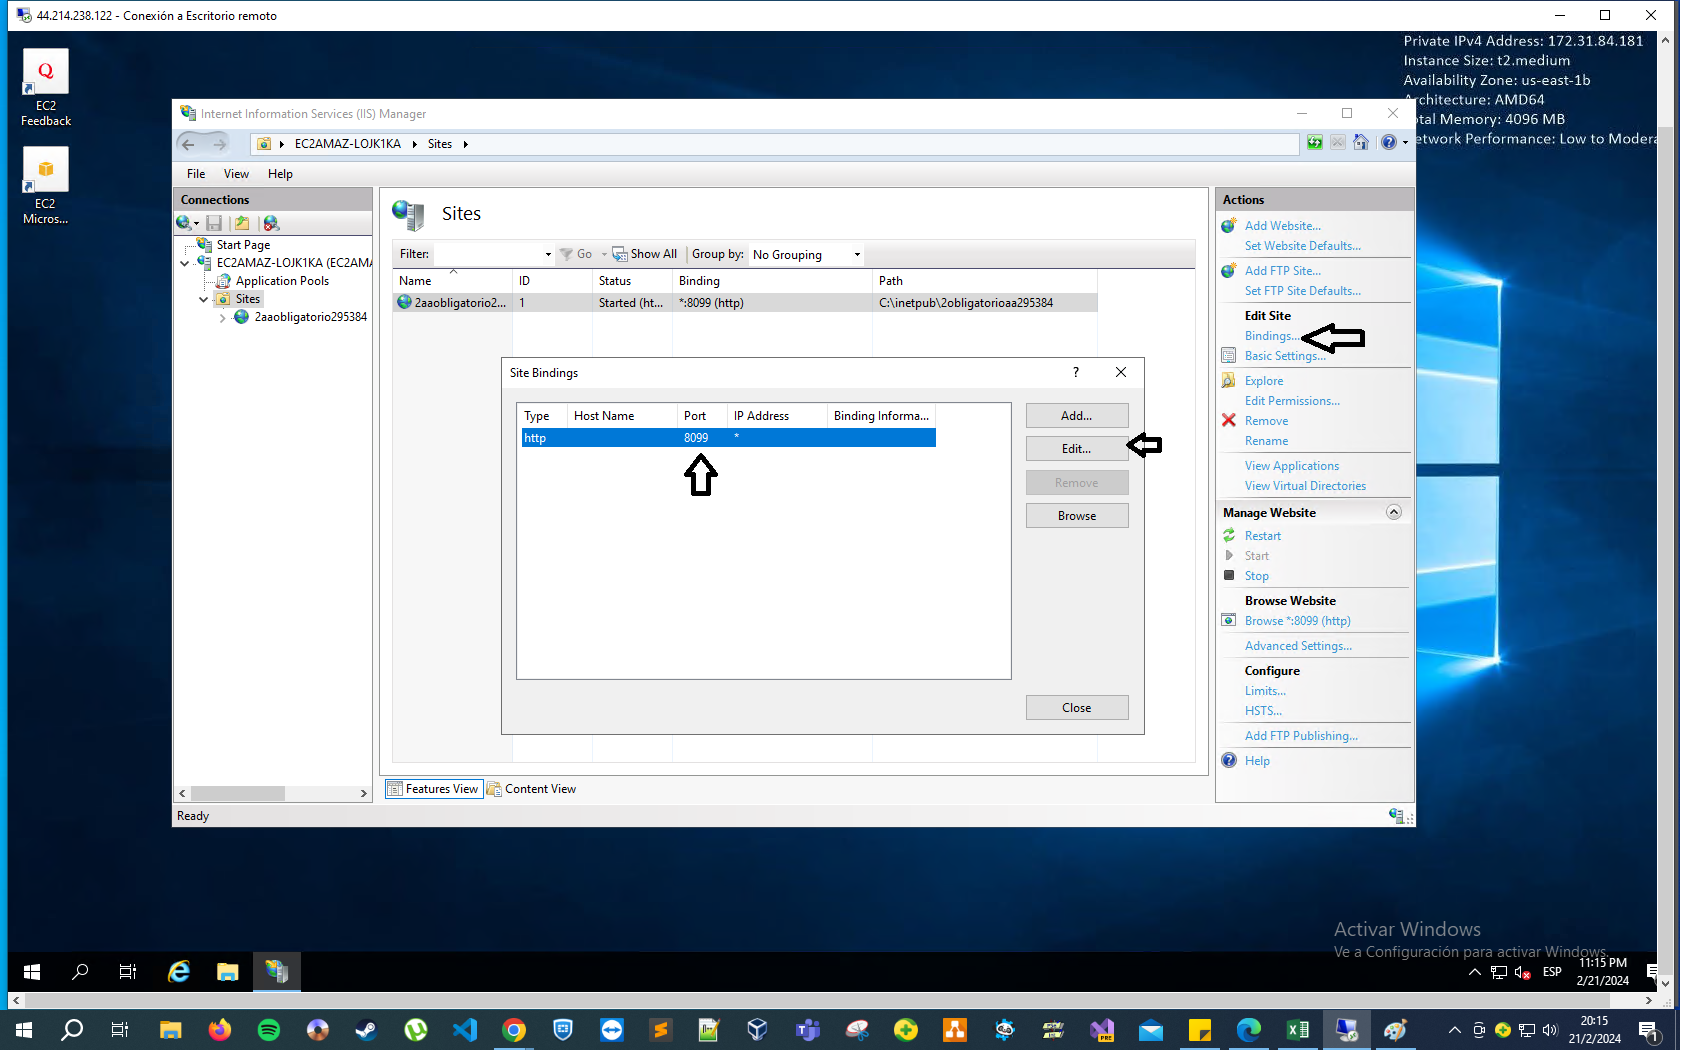 44.214.238.122 - Conexión a Escritorio remoto
EC2
Feedback
EC2
Micros...
Private IPv4 Address: 172.31.84.181
Instance Size: t2.medium
Availability Zone: us-east-1b
Architecture: AMD64
Total Memory: 4096 MB
Network Performance: Low to Modera
Internet Information Services (IIS) Manager
EC2AMAZ-LOJK1KA
Sites
File View Help
Connections
Start Page
EC2AMAZ-LOJK1KA (EC2AMA
Application Pools
Sites
2aaobligatorio295384
Sites
Filter: Go Show All Group by: No Grouping
Name ID Status Binding Path
2aaobligatorio2... 1 Started (ht... *:8099 (http) C:\inetpub\2obligatorioaa295384
Site Bindings ?
Type Host Name Port IP Address Binding Informa...
http 8099 *
Add...
Edit...
Remove
Browse
Close
Features View Content View
Ready
Actions
Add Website...
Set Website Defaults...
Add FTP Site...
Set FTP Site Defaults...
Edit Site
Bindings...
Basic Settings...
Explore
Edit Permissions...
Remove
Rename
View Applications
View Virtual Directories
Manage Website
Restart
Start
Stop
Browse Website
Browse *:8099 (http)
Advanced Settings...
Configure
Limits...
HSTS...
Add FTP Publishing...
Help
Activar Windows
Ve a Configuración para activar Windows.
ESP
11:15 PM
2/21/2024
PRE
20:15
21/2/2024
1